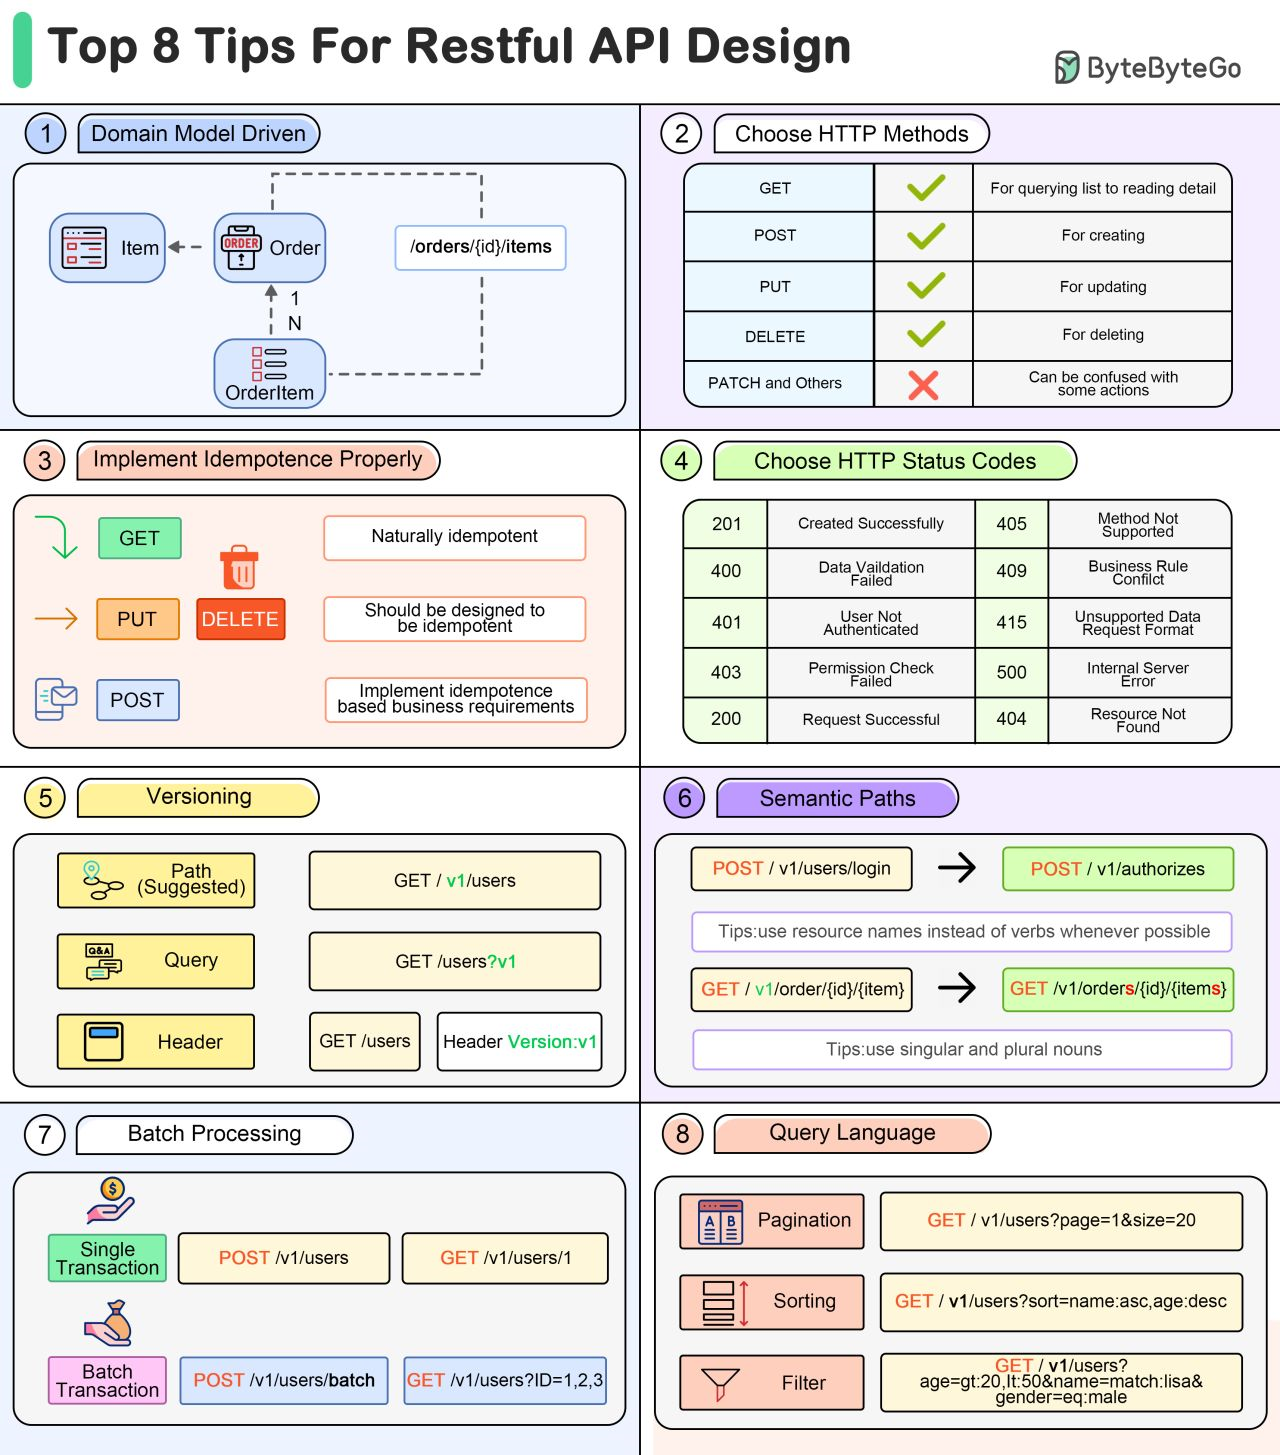 Top 8 Tips For Restful API Design
ByteByteGo
1
Domain Model Driven
Item
ORDER
Order
/orders/{id}/items
1
N
OrderItem
2
Choose HTTP Methods
GET
For querying list to reading detail
POST
For creating
PUT
For updating
DELETE
For deleting
PATCH and Others
Can be confused with
some actions
3
Implement Idempotence Properly
GET
Naturally idempotent
PUT
DELETE
Should be designed to
be idempotent
POST
Implement idempotence
based business requirements
4
Choose HTTP Status Codes
201
Created Successfully
405
Method Not
Supported
400
Data Vaildation
Failed
409
Business Rule
Confilct
401
User Not
Authenticated
415
Unsupported Data
Request Format
403
Permission Check
Failed
500
Internal Server
Error
200
Request Successful
404
Resource Not
Found
5
Versioning
Path
(Suggested)
GET / v1/users
Q&A
Query
GET /users?v1
Header
GET /users
Header Version:v1
6
Semantic Paths
POST / v1/users/login
POST / v1/authorizes
Tips:use resource names instead of verbs whenever possible
GET / v1/order/{id}/{item}
GET /v1/orders/{id}/{items}
Tips:use singular and plural nouns
7
Batch Processing
$
Single
Transaction
POST /v1/users
GET /v1/users/1
Batch
Transaction
POST /v1/users/batch
GET /v1/users?ID=1,2,3
8
Query Language
A B
Pagination
GET / v1/users?page=1&size=20
Sorting
GET / v1/users?sort=name:asc,age:desc
Filter
GET / v1/users?
age=gt:20,lt:50&name=match:lisa&
gender=eq:male